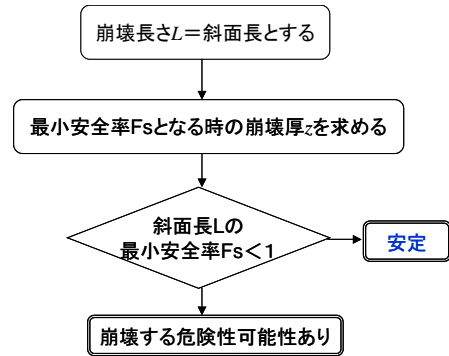 崩壊長さL=斜面長とする
最小安全率Fsとなる時の崩壊厚zを求める
斜面長Lの
最小安全率Fs<1
安定
崩壊する危険性可能性あり